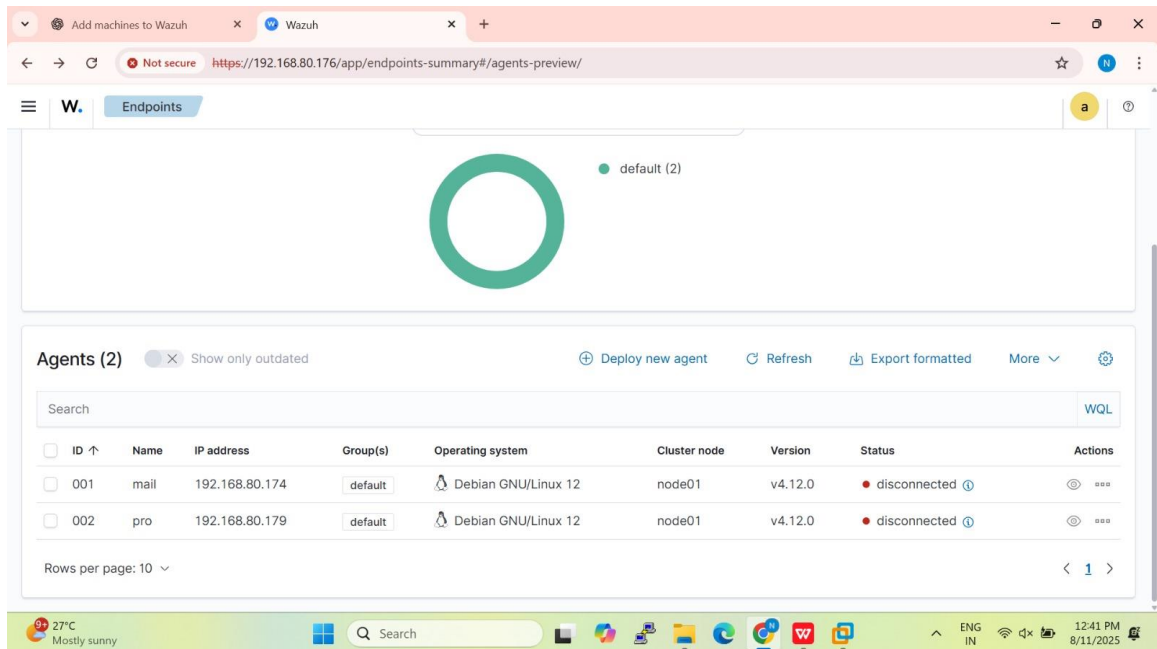 Add machines to Wazuh
Wazuh
Not secure https://192.168.80.176/app/endpoints-summary#/agents-preview/
N
W. Endpoints a
default (2)
Agents (2) Show only outdated Deploy new agent Refresh Export formatted More
Search WQL
ID Name IP address Group(s) Operating system Cluster node Version Status Actions
001 mail 192.168.80.174 default Debian GNU/Linux 12 node01 v4.12.0 disconnected
002 pro 192.168.80.179 default Debian GNU/Linux 12 node01 v4.12.0 disconnected
Rows per page: 10 1
9+ 27°C Search ENG 12:41 PM
Mostly sunny IN 8/11/2025